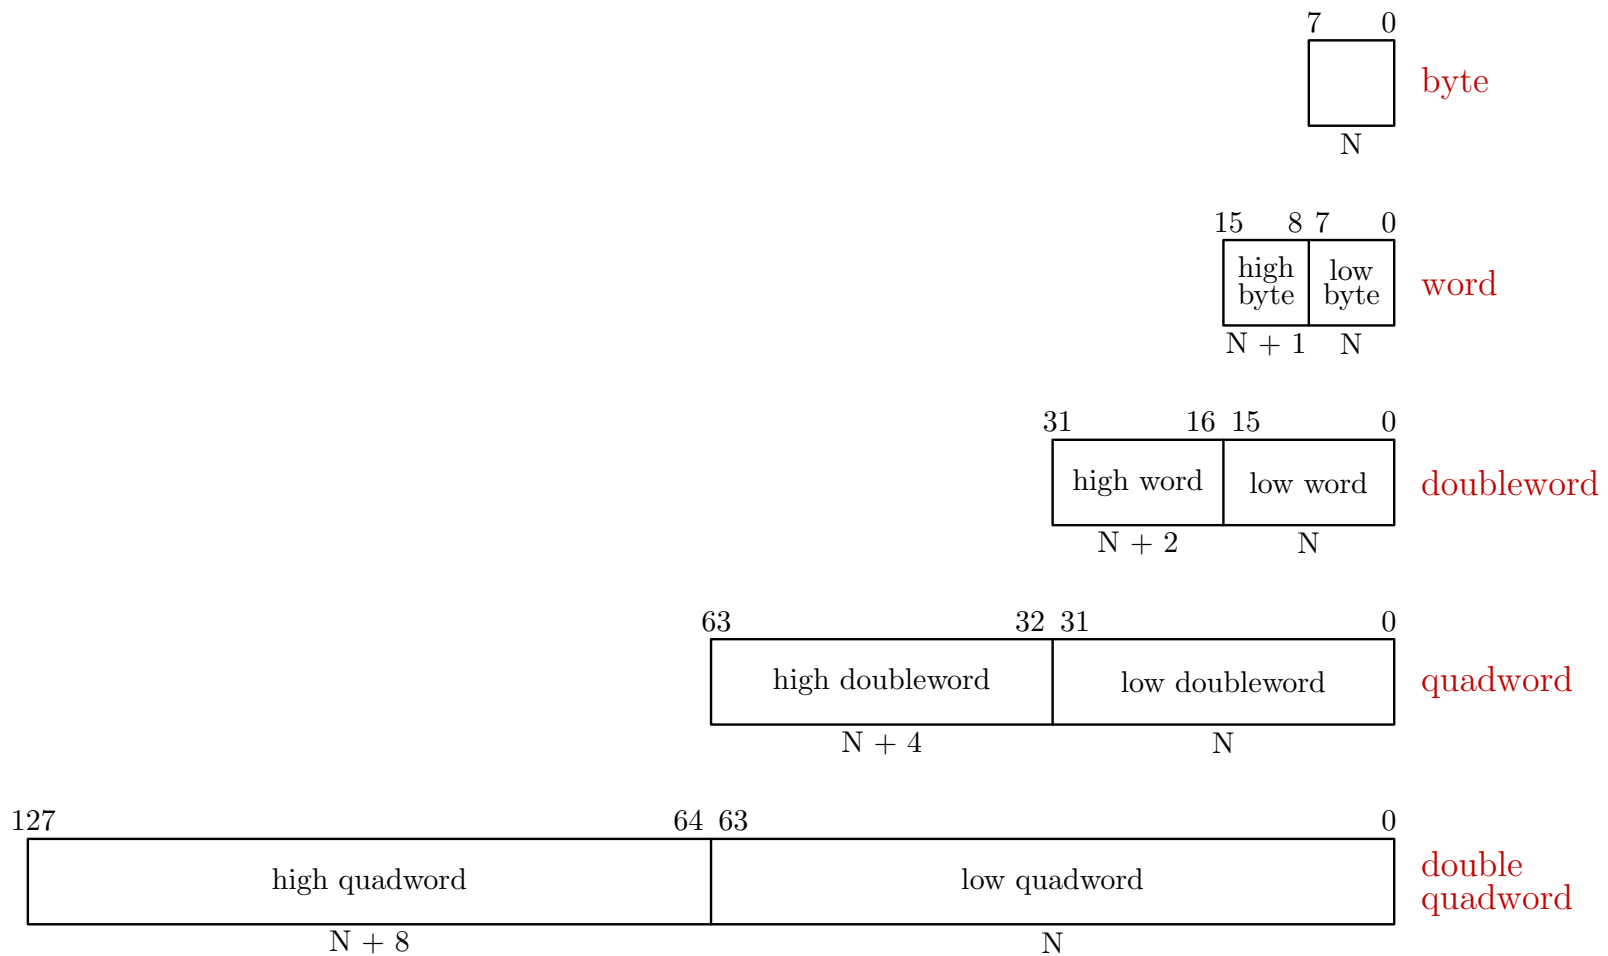 7 0
byte
N
15 8 7 0
high byte
low byte
word
N + 1 N
31 16 15 0
high word low word doubleword
N + 2 N
63 32 31 0
high doubleword low doubleword quadword
N + 4 N
127 64 63 0
high quadword low quadword
double
quadword
N + 8 N